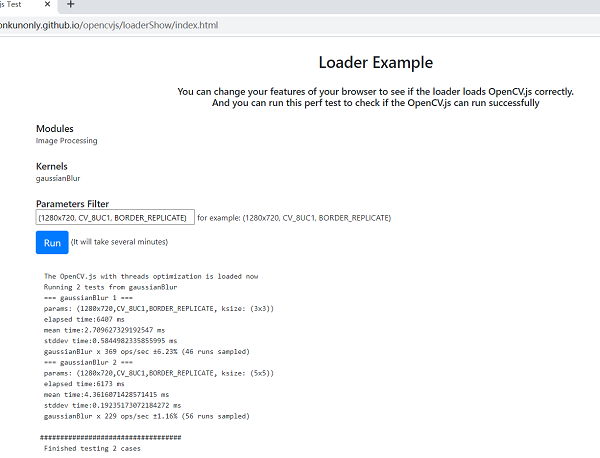 js Test
onkunonly.github.io/opencvjs/loaderShow/index.html
Loader Example
You can change your features of your browser to see if the loader loads OpenCV.js correctly.
And you can run this perf test to check if the OpenCV.js can run successfully
Modules
Image Processing
Kernels
gaussianBlur
Parameters Filter
(1280x720, CV_8UC1, BORDER_REPLICATE) for example: (1280x720, CV_8UC1, BORDER_REPLICATE)
Run (It will take several minutes)
The OpenCV.js with threads optimization is loaded now
Running 2 tests from gaussianBlur
=== gaussianBlur 1 ===
params: (1280x720,CV_8UC1,BORDER_REPLICATE, ksize: (3x3))
elapsed time:6407 ms
mean time:2.709627329192547 ms
stddev time:0.5844982335855995 ms
gaussianBlur x 369 ops/sec ±6.23% (46 runs sampled)
=== gaussianBlur 2 ===
params: (1280x720,CV_8UC1,BORDER_REPLICATE, ksize: (5x5))
elapsed time:6173 ms
mean time:4.3616071428571415 ms
stddev time:0.19235173072184272 ms
gaussianBlur x 229 ops/sec ±1.16% (56 runs sampled)
###################################
Finished testing 2 cases